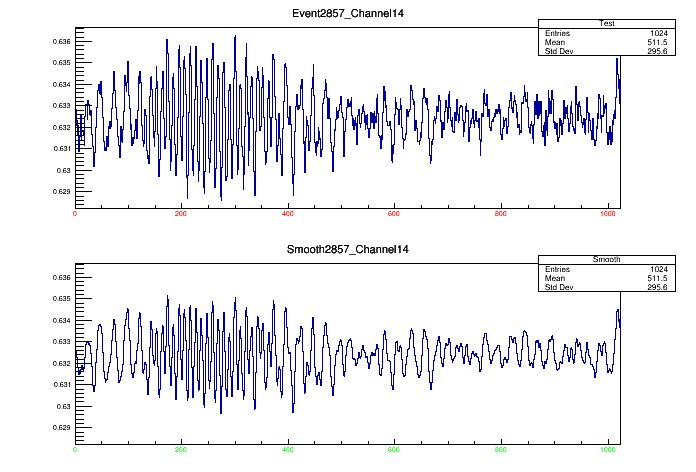 Event2857_Channel14
Test
Entries 1024
Mean 511.5
Std Dev 295.6
0.636
0.635
0.634
0.633
0.632
0.631
0.63
0.629
0 200 400 600 800 1000
Smooth2857_Channel14
Smooth
Entries 1024
Mean 511.5
Std Dev 295.6
0.636
0.635
0.634
0.633
0.632
0.631
0.63
0.629
0 200 400 600 800 1000